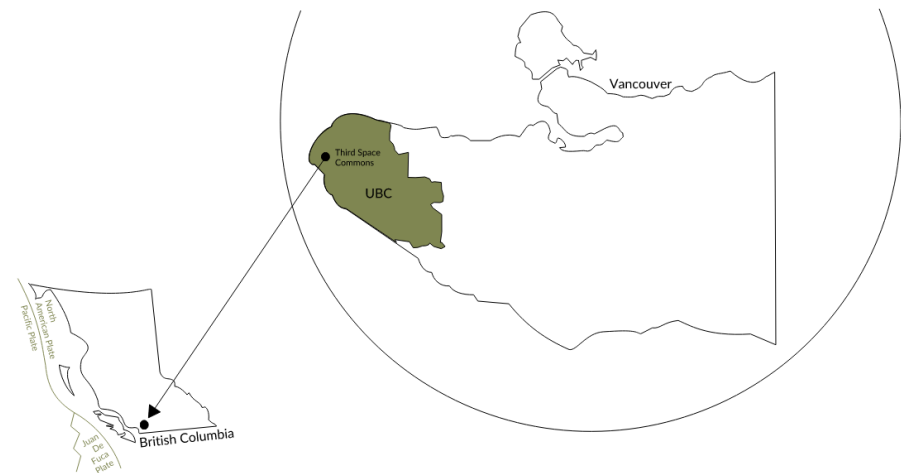 Vancouver
Third Space
Commons
UBC
North
American Plate
Pacific Plate
British Columbia
Juan
De
Fuca
Plate